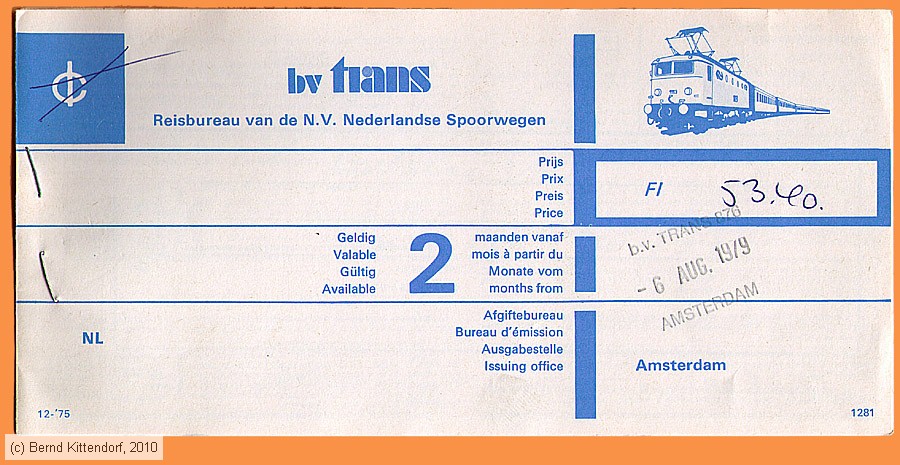 bv trans
Reisbureau van de N.V. Nederlandse Spoorwegen
Prijs
Prix
Preis
Price
Fl 53.40.
Geldig
Valable
Gültig
Available
2
maanden vanaf
mois à partir du
Monate vom
months from
b.v. TRANS 076
- 6 AUG. 1979
AMSTERDAM
NL
Afgiftebureau
Bureau d'émission
Ausgabestelle
Issuing office
Amsterdam
12-'75
1281
(c) Bernd Kittendorf, 2010